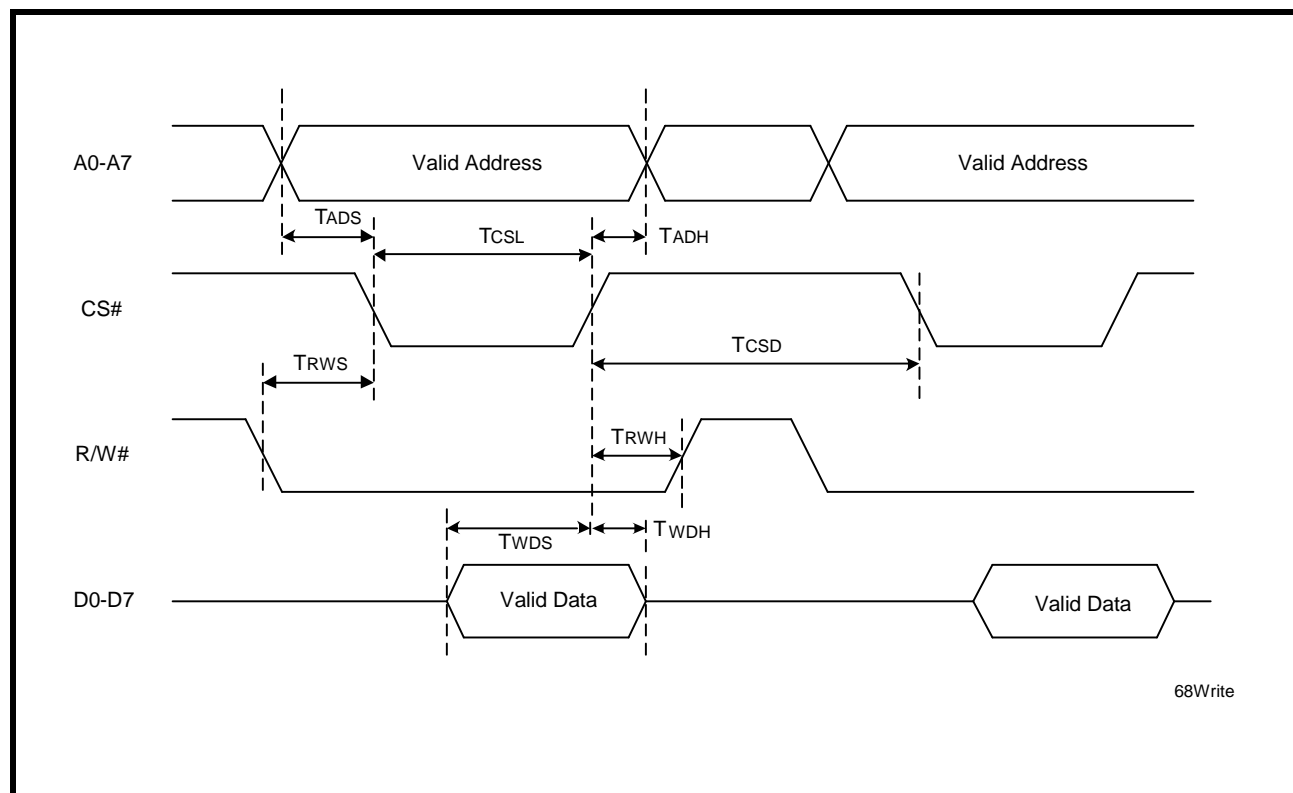 A0-A7
Valid Address
Valid Address
TADS
TCSL
TADH
CS#
TCSD
TRWS
R/W#
TRWH
TWDS
TWDH
D0-D7
Valid Data
Valid Data
68Write